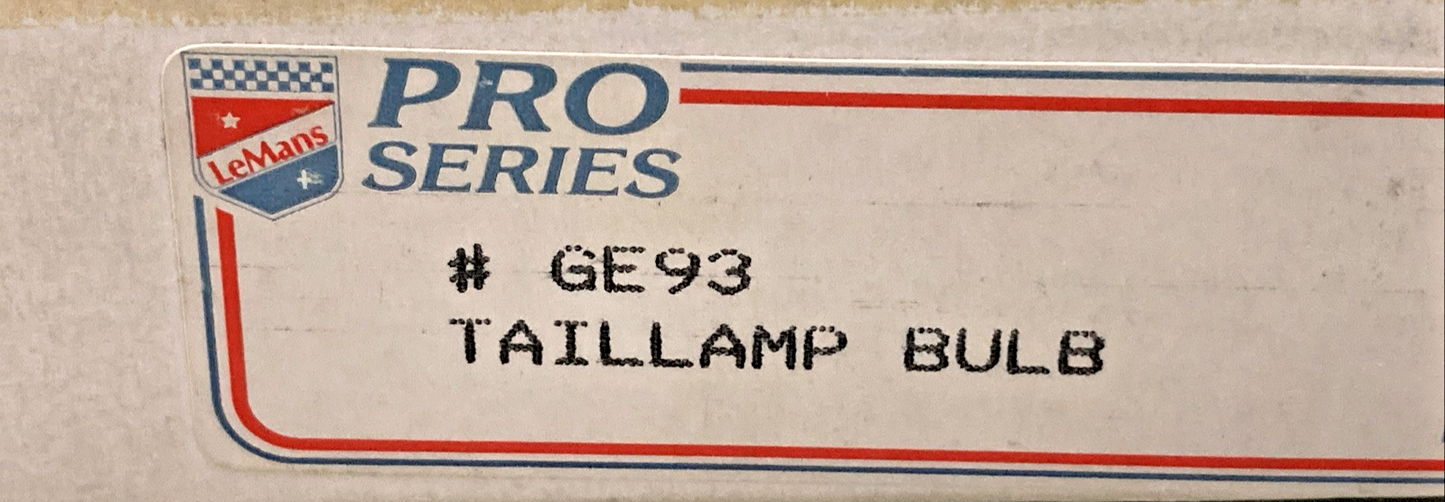 LeMans
PRO
SERIES
# GE93
TAILLAMP BULB